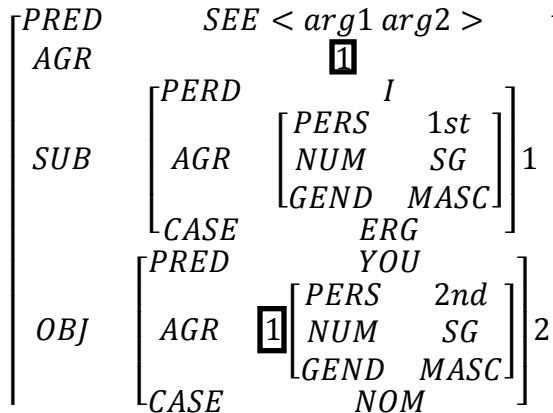 PRED SEE < arg1 arg2 >
AGR 1
PERD I
PERS 1st
SUB AGR NUM SG 1
GEND MASC
CASE ERG
PRED YOU
PERS 2nd
OBJ AGR 1 NUM SG 2
GEND MASC
CASE NOM